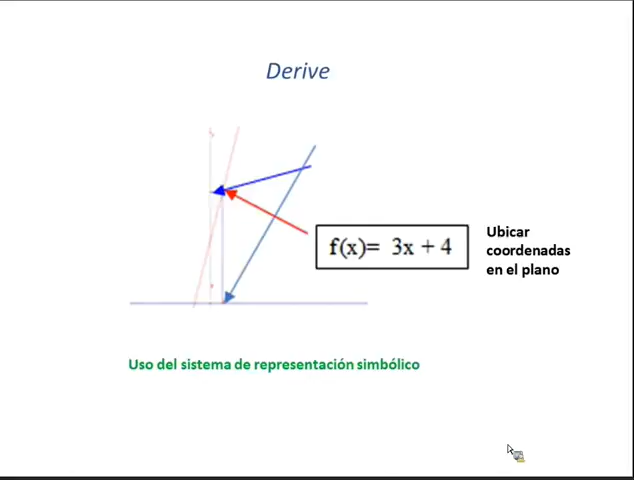 Derive
f(x)= 3x + 4
Ubicar
coordenadas
en el plano
Uso del sistema de representación simbólico